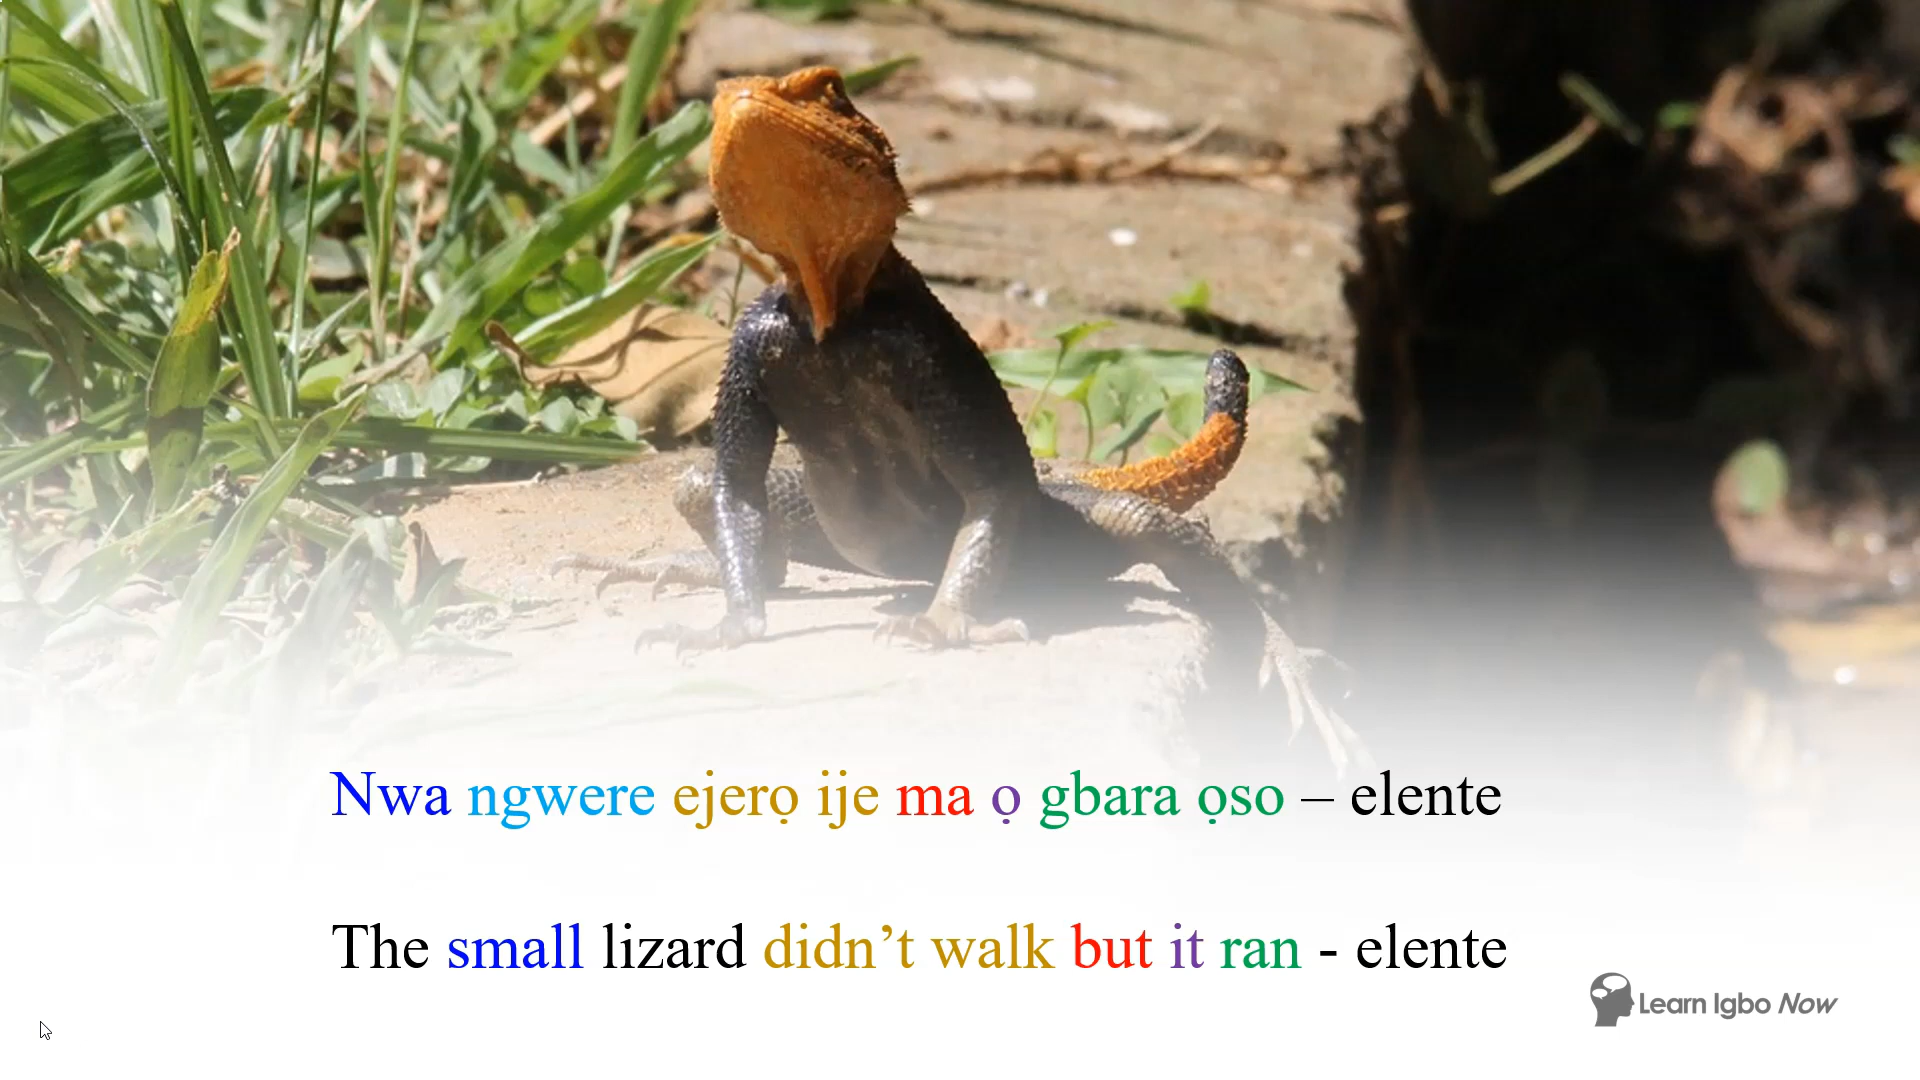 Nwa ngwere ejerọ ije ma ọ gbara ọso – elente
The small lizard didn’t walk but it ran - elente
Learn Igbo Now